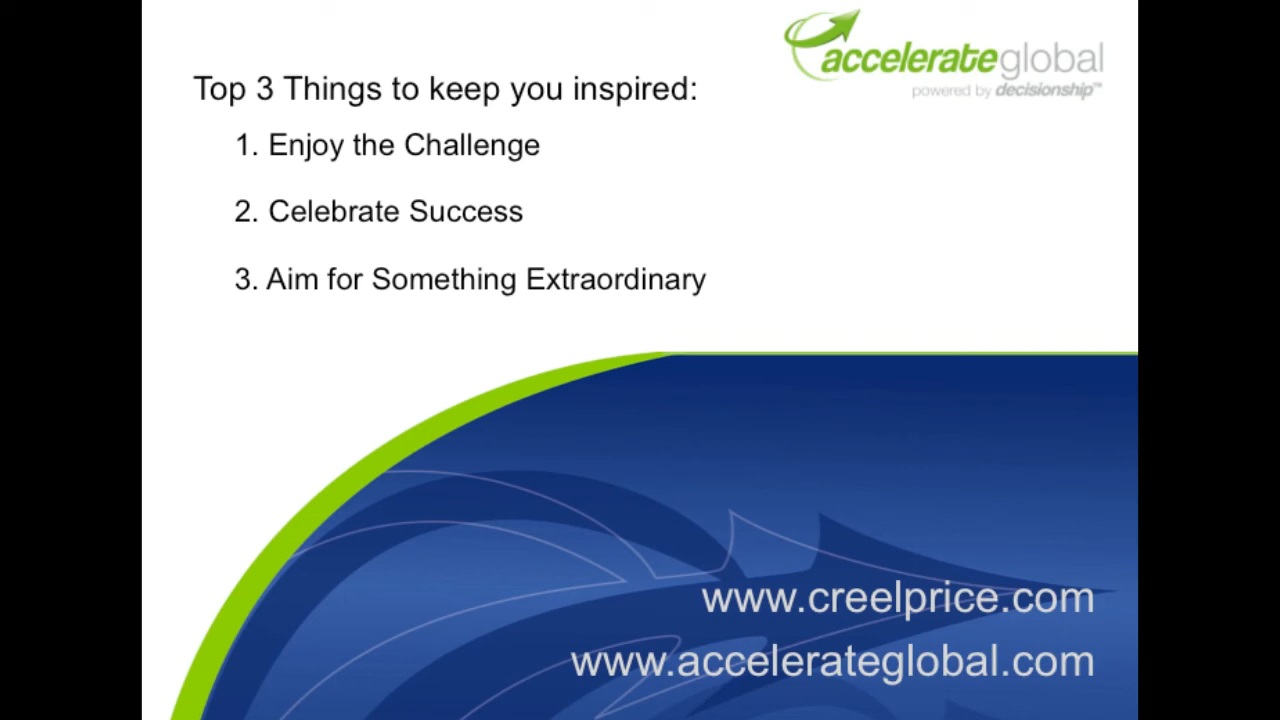 accelerateglobal
powered by decisionship™
Top 3 Things to keep you inspired:
1. Enjoy the Challenge
2. Celebrate Success
3. Aim for Something Extraordinary
www.creelprice.com
www.accelerateglobal.com